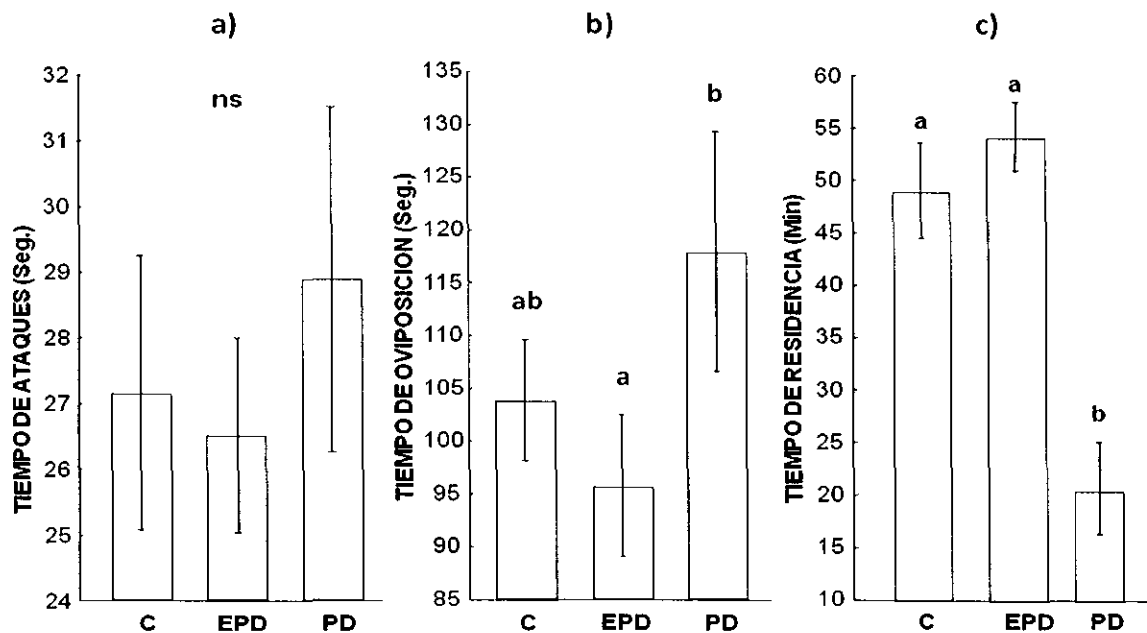 a)
TIEMPO DE ATAQUES (Seg.)
32
31
30
29
28
27
26
25
24
ns
C EPD PD
b)
TIEMPO DE OVIPOSICION (Seg.)
135
130
125
120
115
110
105
100
95
90
85
ab
a
b
C EPD PD
c)
TIEMPO DE RESIDENCIA (Min)
60
55
50
45
40
35
30
25
20
15
10
a
a
b
C EPD PD